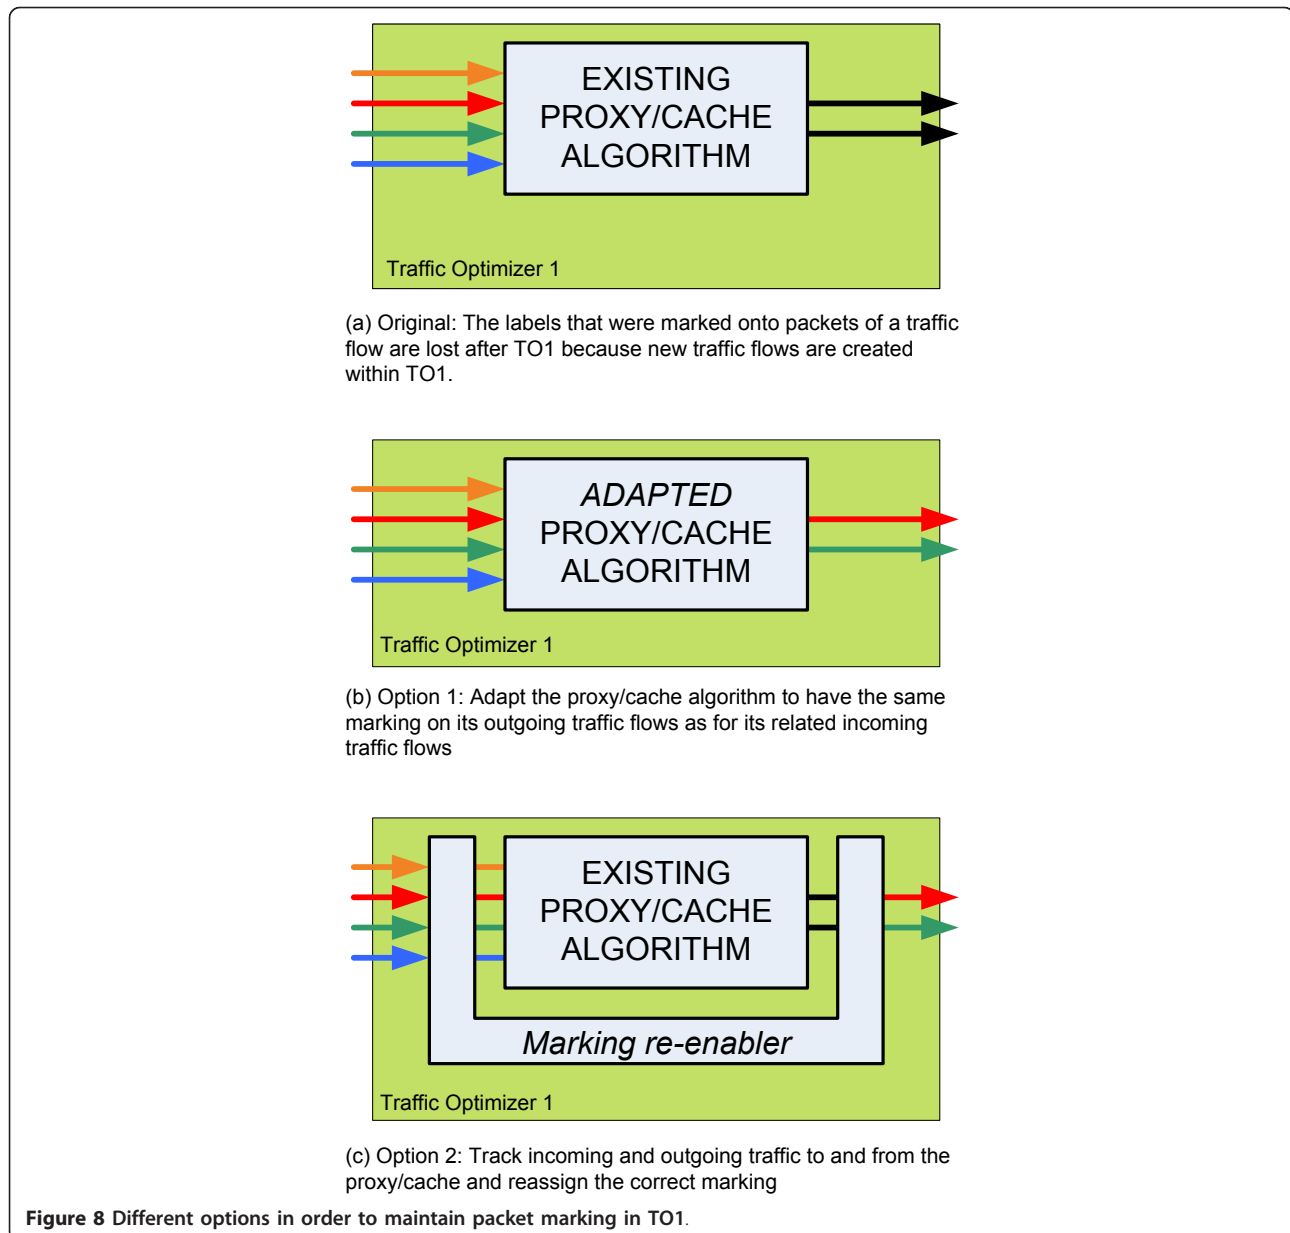 EXISTING
PROXY/CACHE
ALGORITHM
Traffic Optimizer 1
(a) Original: The labels that were marked onto packets of a traffic
flow are lost after TO1 because new traffic flows are created
within TO1.
ADAPTED
PROXY/CACHE
ALGORITHM
Traffic Optimizer 1
(b) Option 1: Adapt the proxy/cache algorithm to have the same
marking on its outgoing traffic flows as for its related incoming
traffic flows
EXISTING
PROXY/CACHE
ALGORITHM
Marking re-enabler
Traffic Optimizer 1
(c) Option 2: Track incoming and outgoing traffic to and from the
proxy/cache and reassign the correct marking
Figure 8 Different options in order to maintain packet marking in TO1.